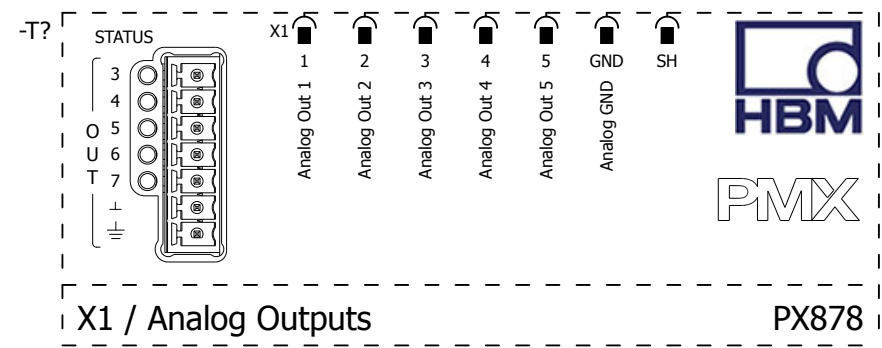 -T?
STATUS
3
4
5
6
7
OUT
X1
1 2 3 4 5 GND SH
Analog Out 1
Analog Out 2
Analog Out 3
Analog Out 4
Analog Out 5
Analog GND
HBM
PMX
X1 / Analog Outputs PX878